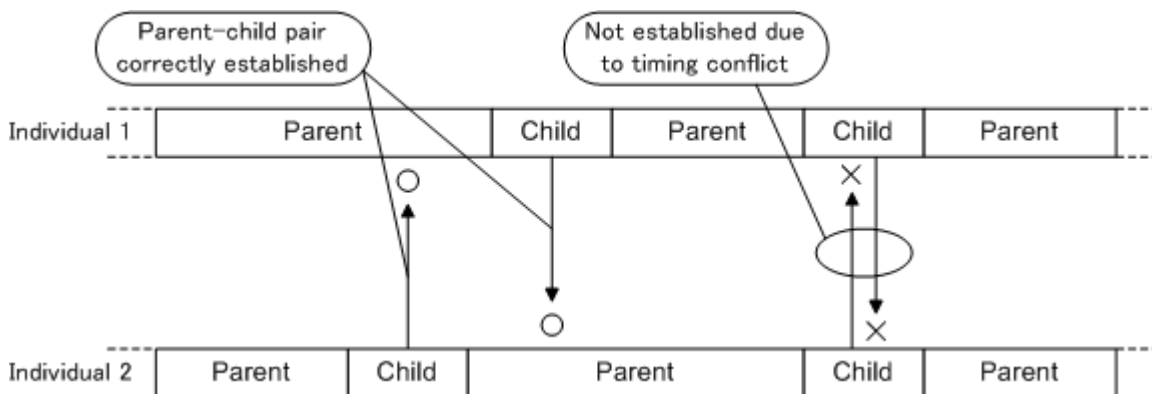 Parent-child pair
correctly established
Not established due
to timing conflict
Individual 1 Parent Child Parent Child Parent
Individual 2 Parent Child Parent Child Parent